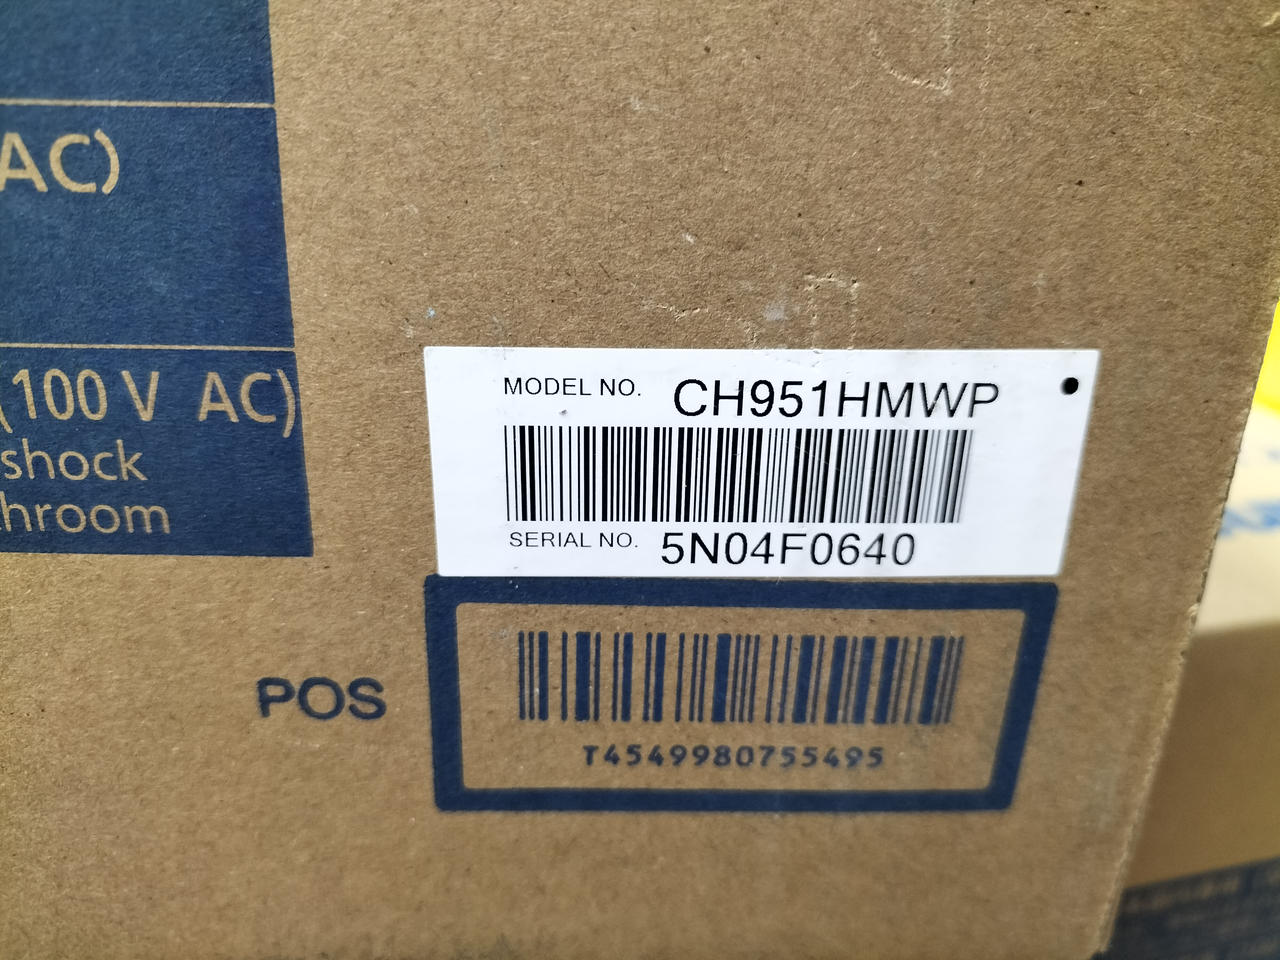 AC)
(100 V AC)
shock
hroom
MODEL NO. CH951HMWP
SERIAL NO. 5N04F0640
POS
T4549980755495